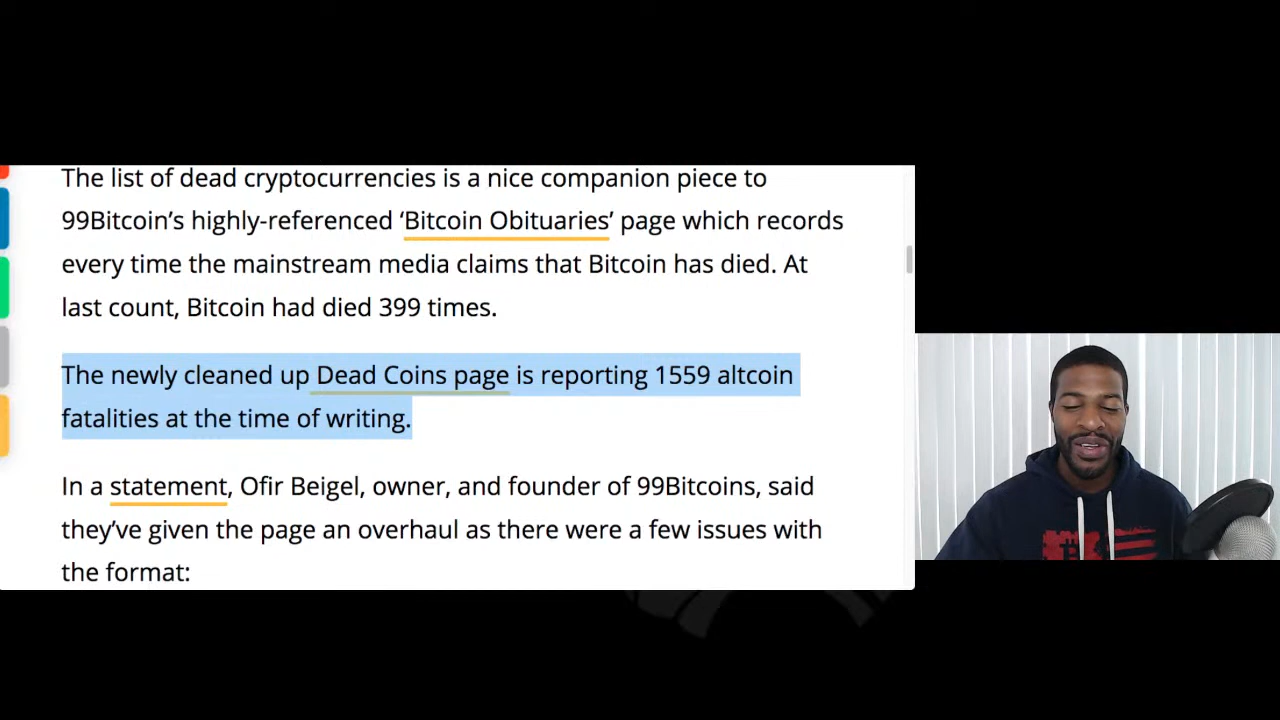 The list of dead cryptocurrencies is a nice companion piece to
99Bitcoin’s highly-referenced ‘Bitcoin Obituaries’ page which records
every time the mainstream media claims that Bitcoin has died. At
last count, Bitcoin had died 399 times.
The newly cleaned up Dead Coins page is reporting 1559 altcoin
fatalities at the time of writing.
In a statement, Ofir Beigel, owner, and founder of 99Bitcoins, said
they’ve given the page an overhaul as there were a few issues with
the format: